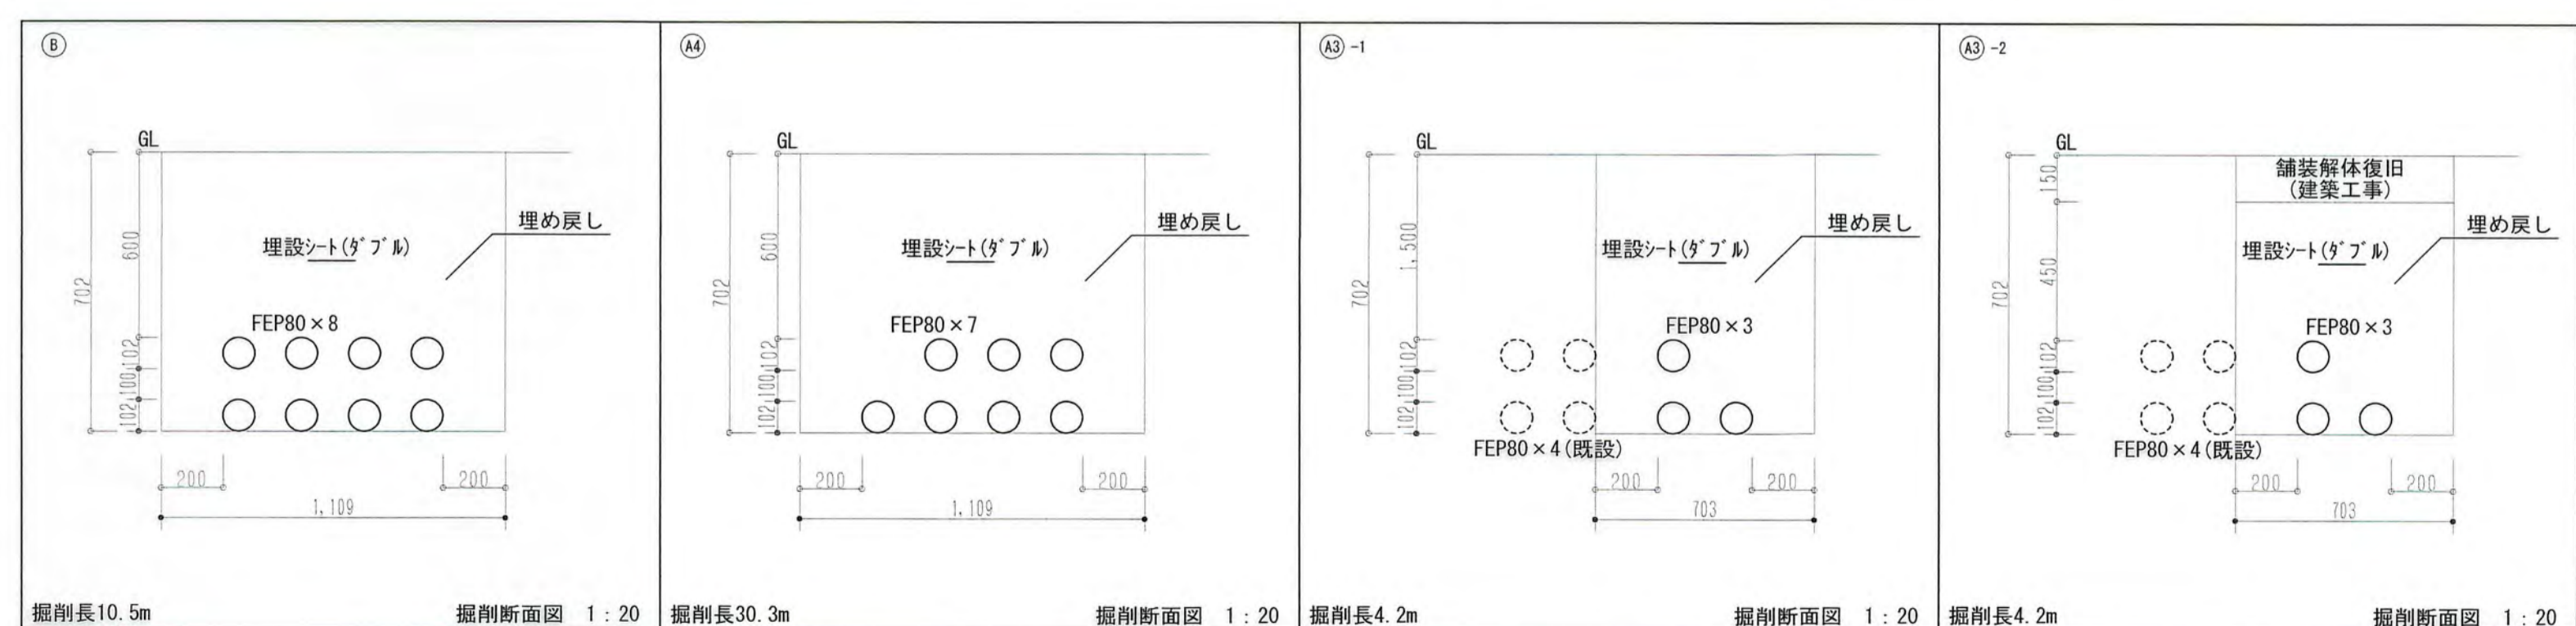 B
GL
702
600
102
100
102
埋設シート(ダブル)
埋め戻し
FEP80×8
200
200
1,109
掘削長10.5m
掘削断面図 1:20
A4
GL
702
600
102
100
102
埋設シート(ダブル)
埋め戻し
FEP80×7
200
200
1,109
掘削長30.3m
掘削断面図 1:20
A3 -1
GL
702
1,500
102
100
102
埋設シート(ダブル)
埋め戻し
FEP80×3
FEP80×4(既設)
200
200
703
掘削長4.2m
掘削断面図 1:20
A3 -2
GL
舗装解体復旧
(建築工事)
702
150
450
102
100
102
埋設シート(ダブル)
埋め戻し
FEP80×3
FEP80×4(既設)
200
200
703
掘削長4.2m
掘削断面図 1:20